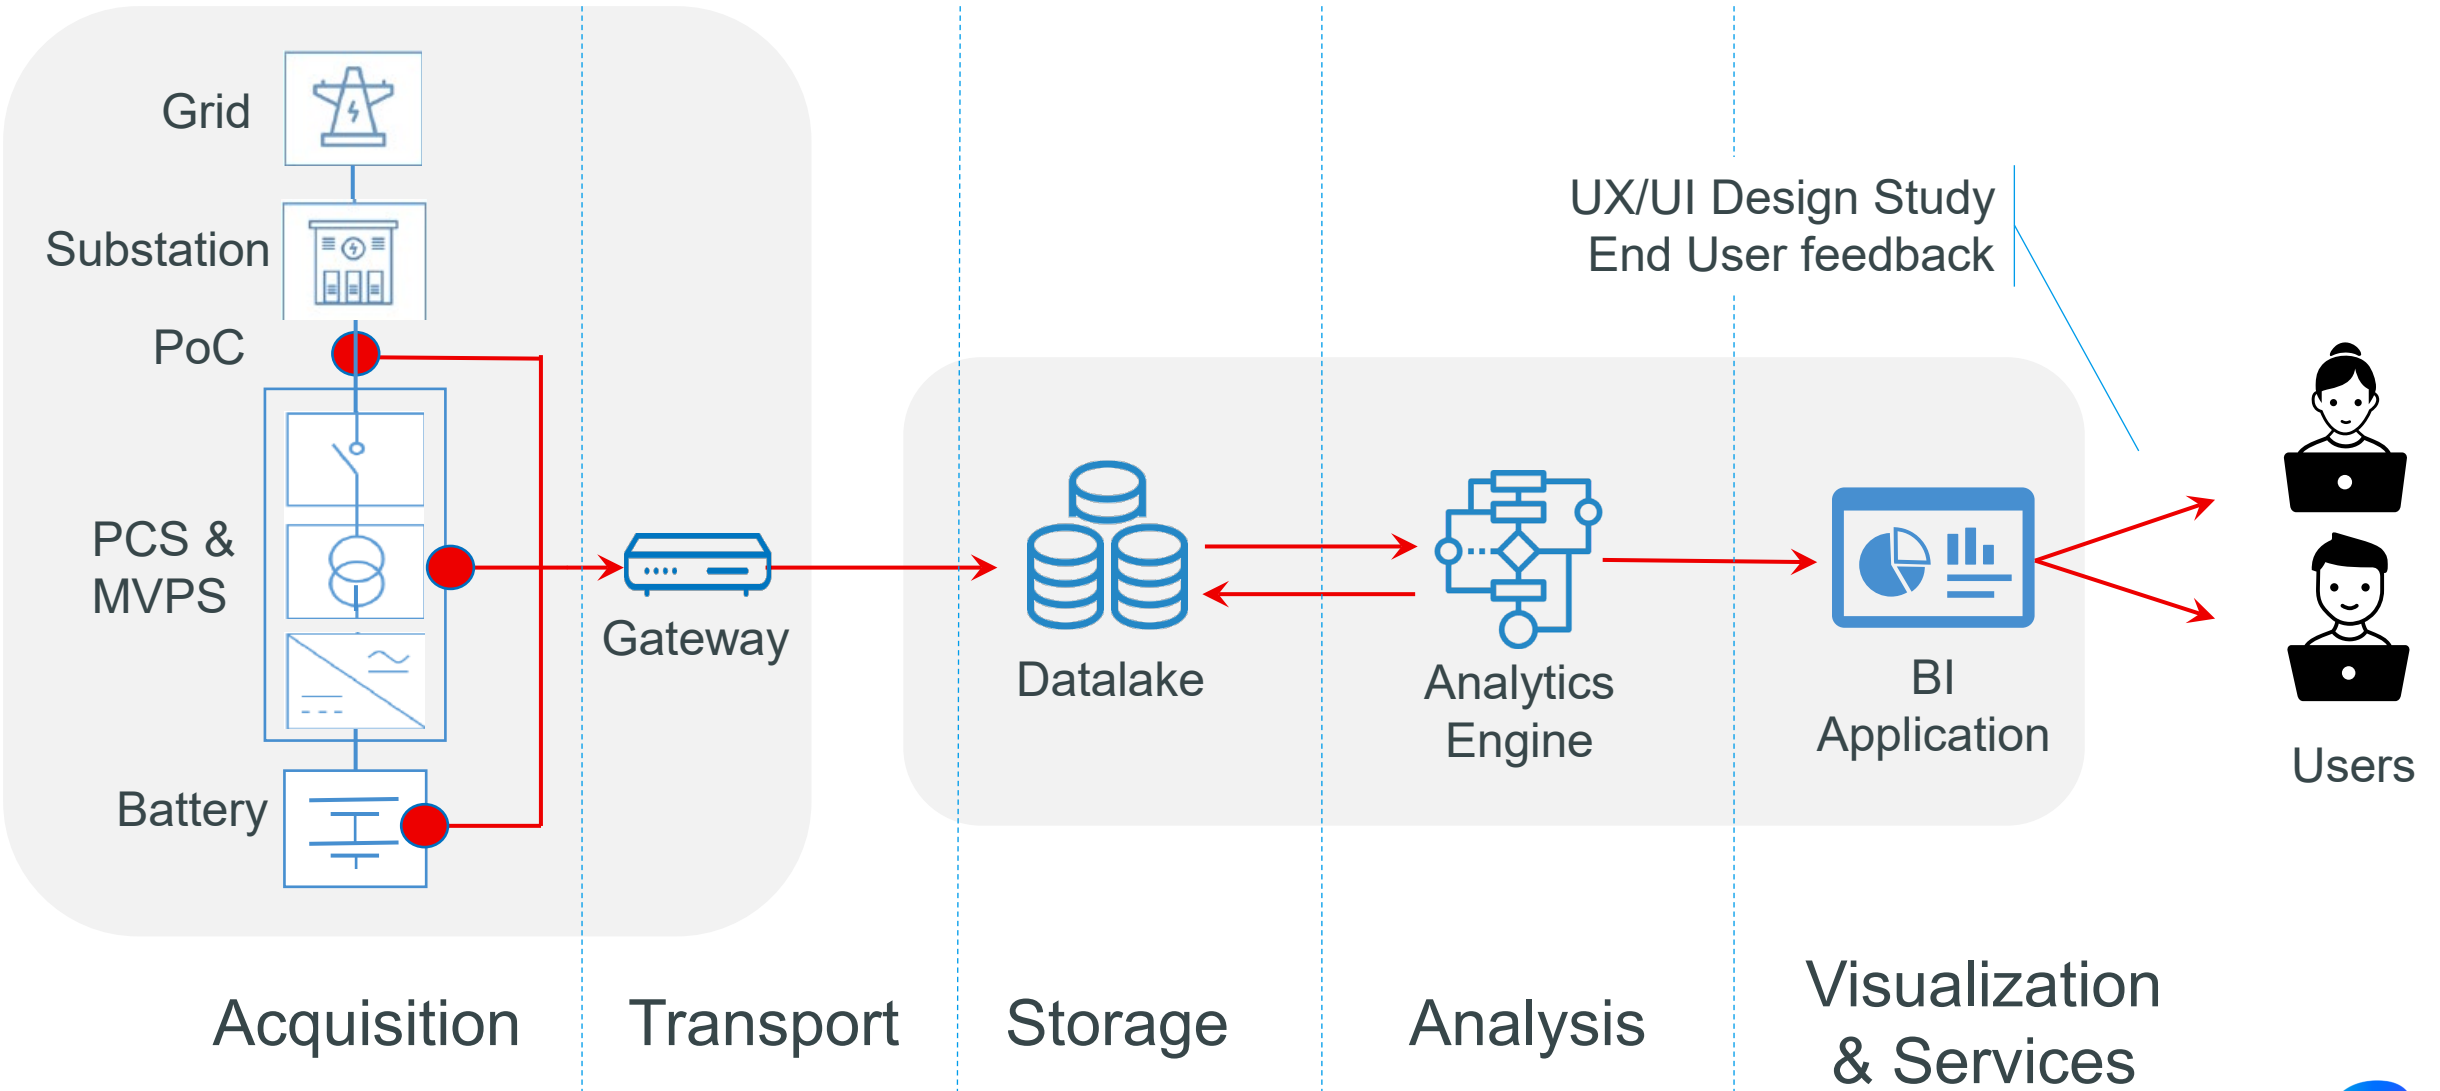 Grid
Substation
PoC
PCS &
MVPS
Battery
Gateway
Datalake
Analytics
Engine
UX/UI Design Study
End User feedback
BI
Application
Users
Acquisition
Transport
Storage
Analysis
Visualization
& Services